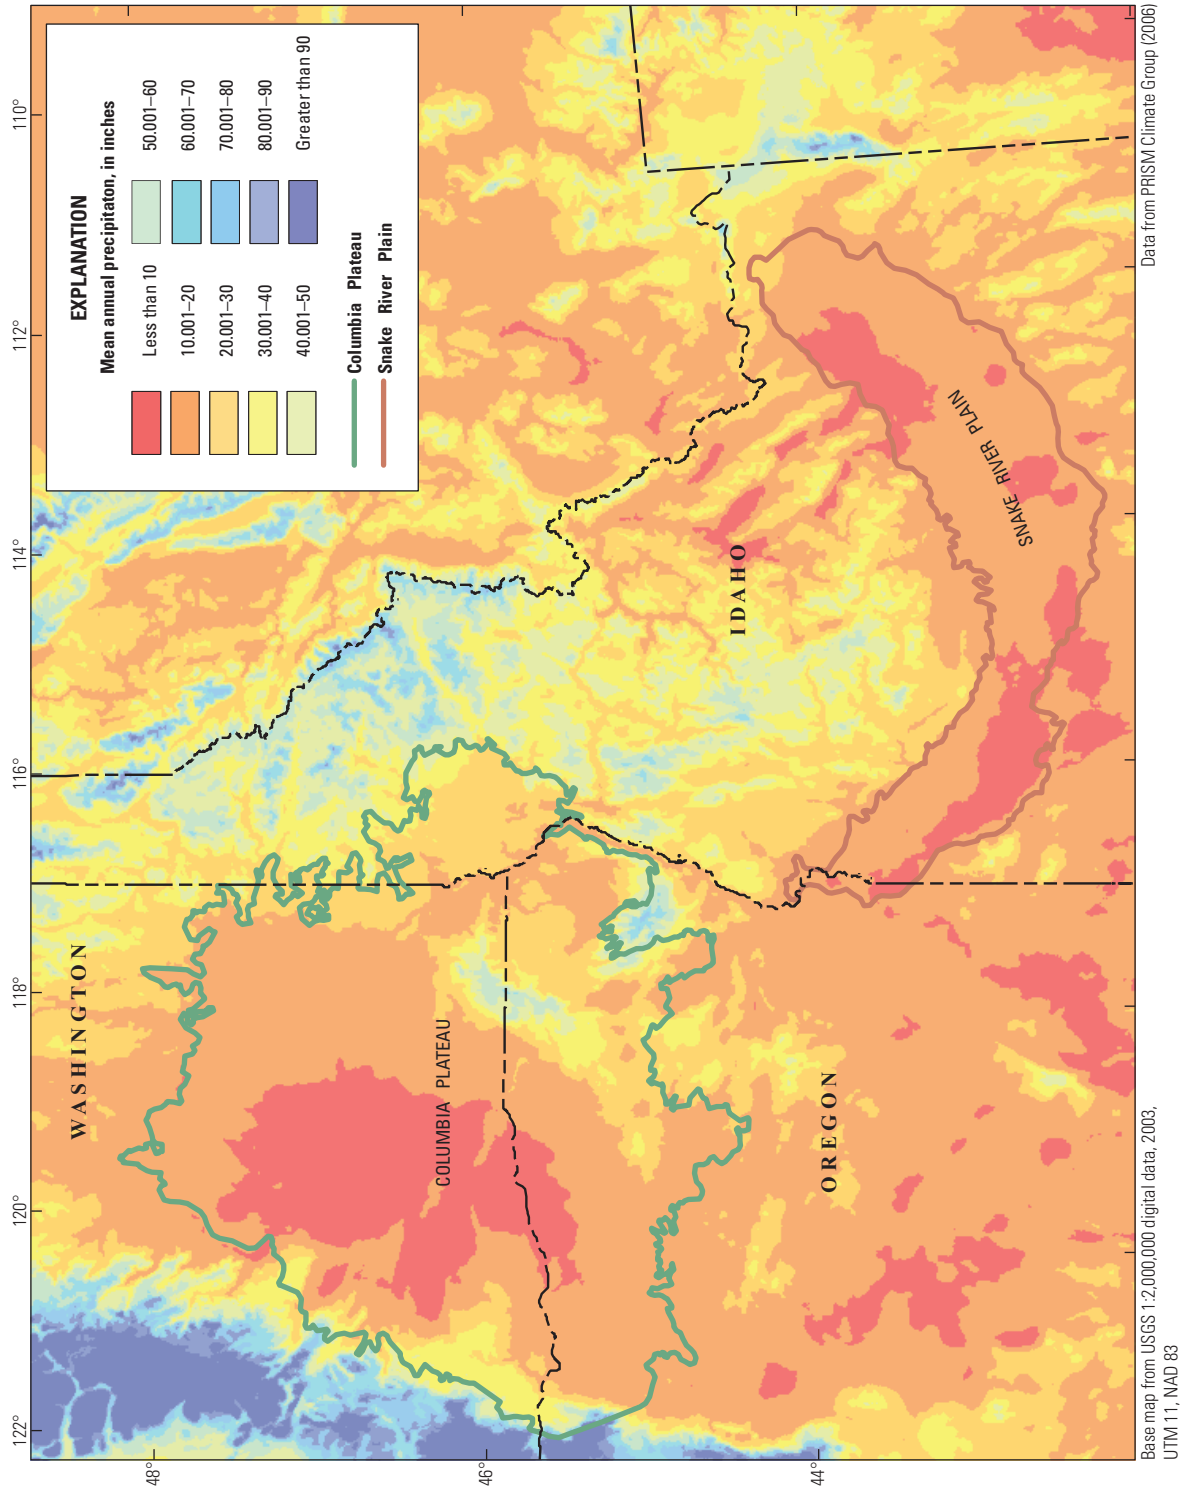 122°
120°
118°
116°
114°
112°
110°
48°
46°
44°
EXPLANATION
Mean annual precipitaton, in inches
Less than 10
10.001–20
20.001–30
30.001–40
40.001–50
50.001–60
60.001–70
70.001–80
80.001–90
Greater than 90
Columbia Plateau
Snake River Plain
WASHINGTON
COLUMBIA PLATEAU
OREGON
IDAHO
SNAKE RIVER PLAIN
Base map from USGS 1:2,000,000 digital data, 2003,
UTM 11, NAD 83
Data from PRISM Climate Group (2006)